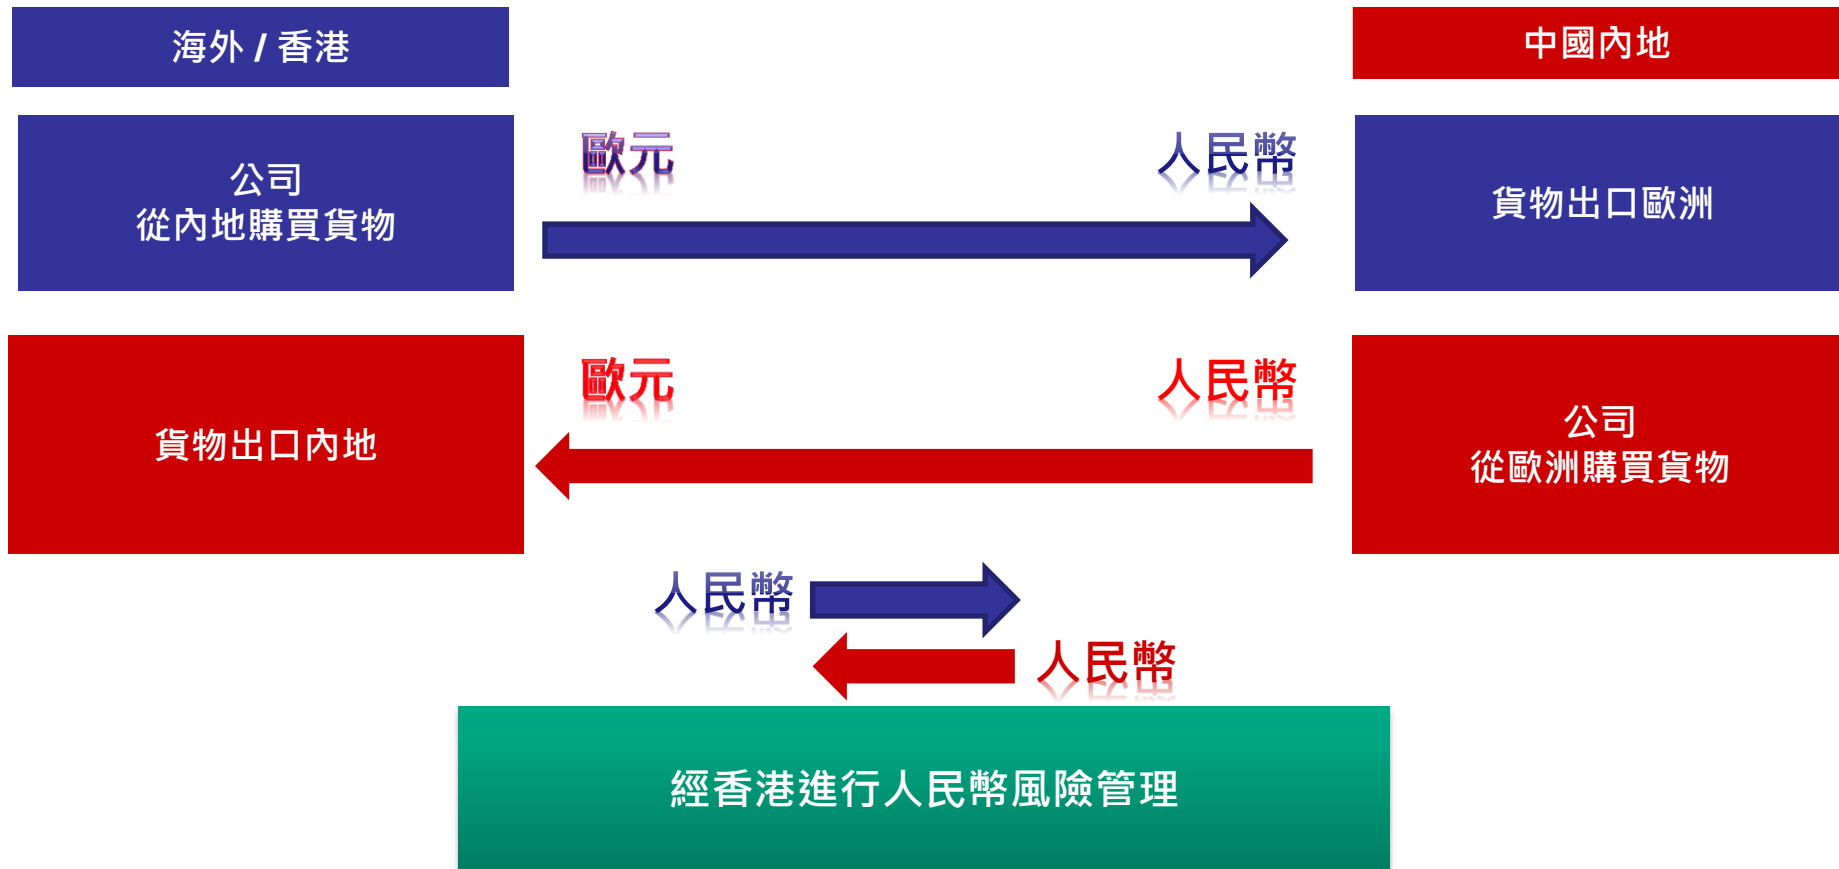 海外 / 香港
中國內地
公司
從內地購買貨物
歐元
人民幣
貨物出口歐洲
貨物出口內地
歐元
人民幣
公司
從歐洲購買貨物
人民幣
人民幣
經香港進行人民幣風險管理